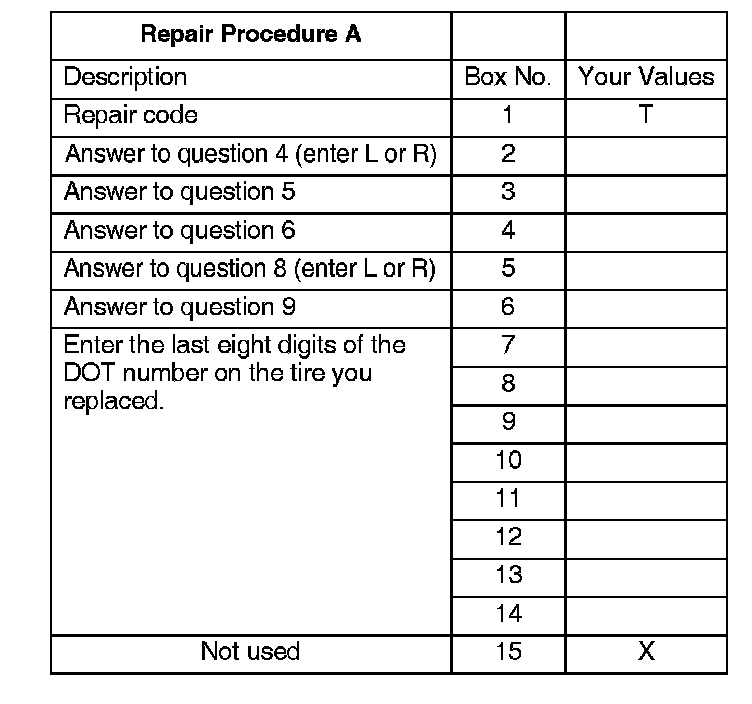 Repair Procedure A
Description Box No. Your Values
Repair code 1 T
Answer to question 4 (enter L or R) 2
Answer to question 5 3
Answer to question 6 4
Answer to question 8 (enter L or R) 5
Answer to question 9 6
Enter the last eight digits of the 7
DOT number on the tire you 8
replaced.
9
10
11
12
13
14
Not used 15 X